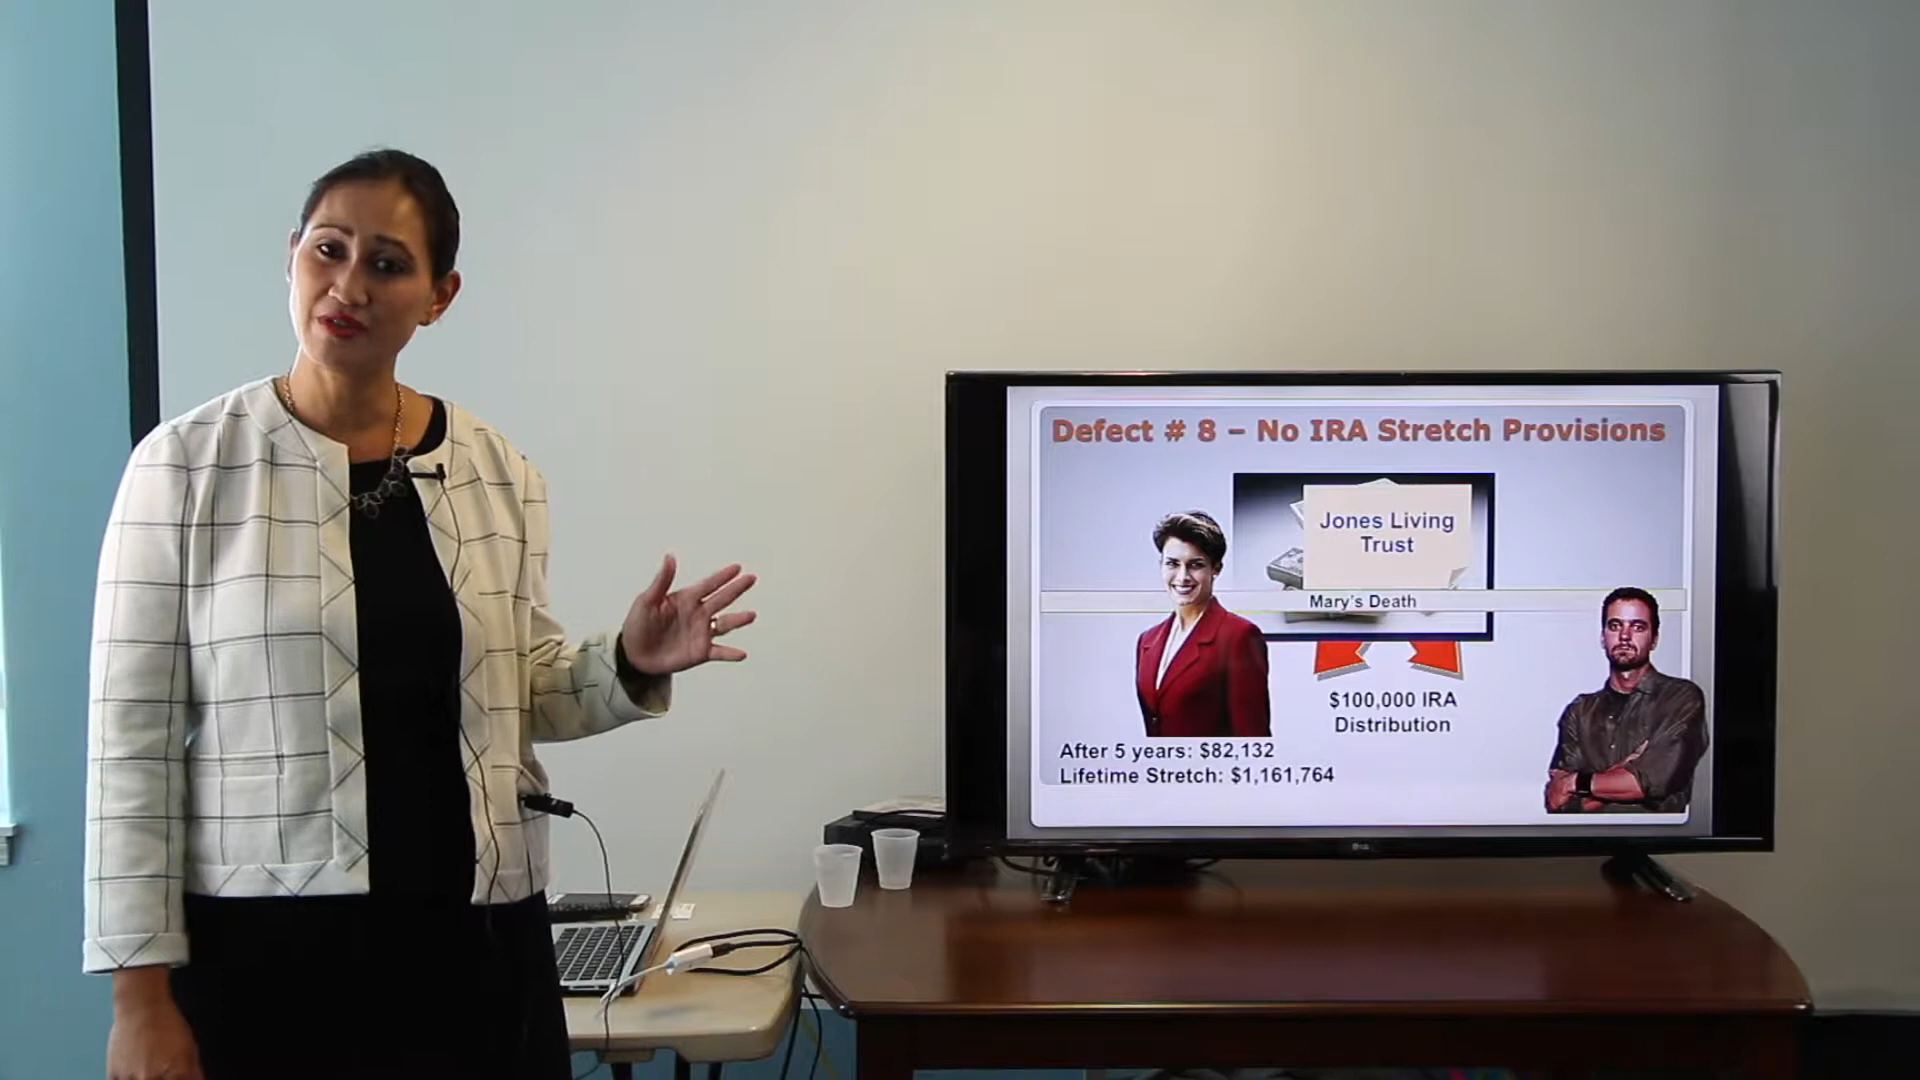 Defect # 8 – No IRA Stretch Provisions
Jones Living
Trust
Mary's Death
$100,000 IRA
Distribution
After 5 years: $82,132
Lifetime Stretch: $1,161,764
LG